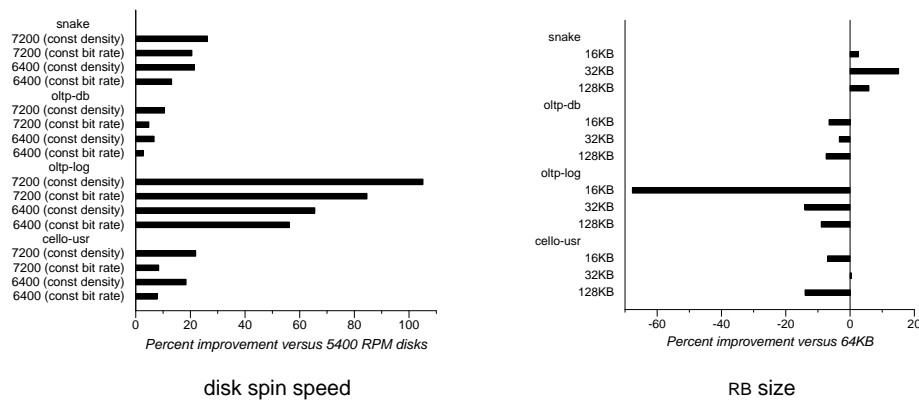 snake
7200 (const density)
7200 (const bit rate)
6400 (const density)
6400 (const bit rate)
oltp-db
7200 (const density)
7200 (const bit rate)
6400 (const density)
6400 (const bit rate)
oltp-log
7200 (const density)
7200 (const bit rate)
6400 (const density)
6400 (const bit rate)
cello-usr
7200 (const density)
7200 (const bit rate)
6400 (const density)
6400 (const bit rate)
0 20 40 60 80 100
Percent improvement versus 5400 RPM disks
disk spin speed
snake
16KB
32KB
128KB
oltp-db
16KB
32KB
128KB
oltp-log
16KB
32KB
128KB
cello-usr
16KB
32KB
128KB
-60 -40 -20 0 20
Percent improvement versus 64KB
RB size